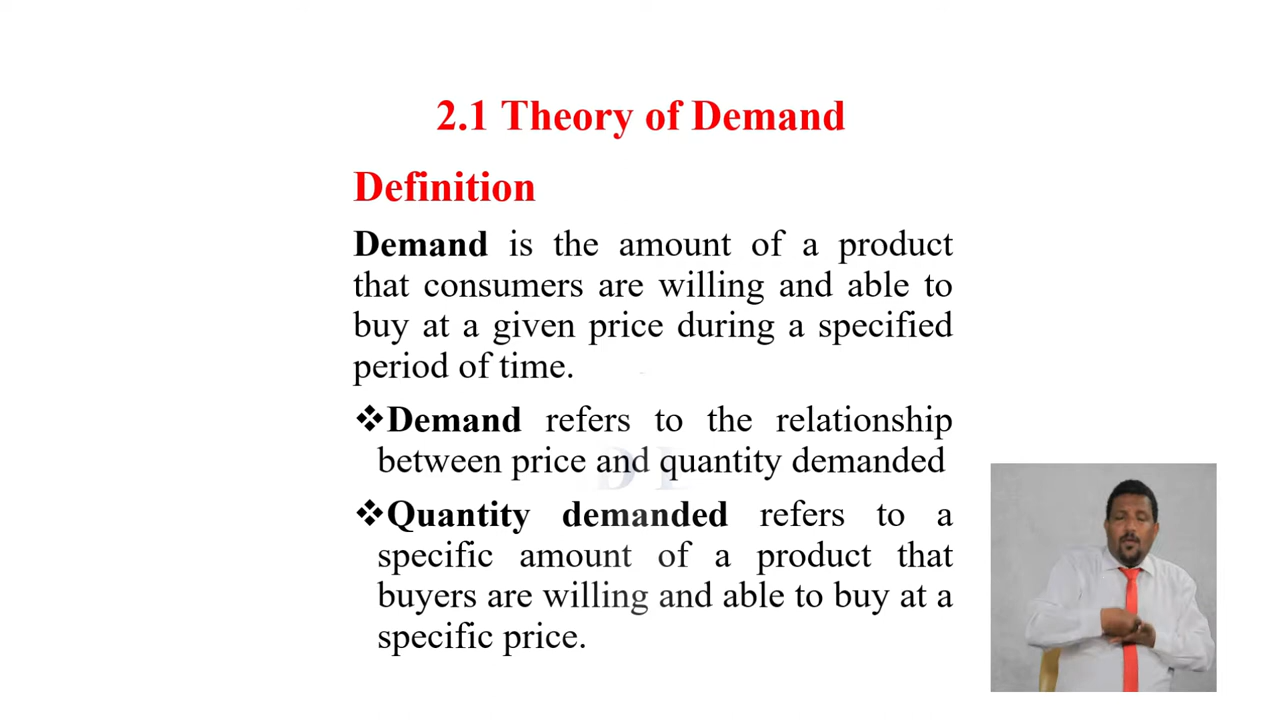 2.1 Theory of Demand
Definition
Demand is the amount of a product
that consumers are willing and able to
buy at a given price during a specified
period of time.
❖Demand refers to the relationship
between price and quantity demanded
❖Quantity demanded refers to a
specific amount of a product that
buyers are willing and able to buy at a
specific price.